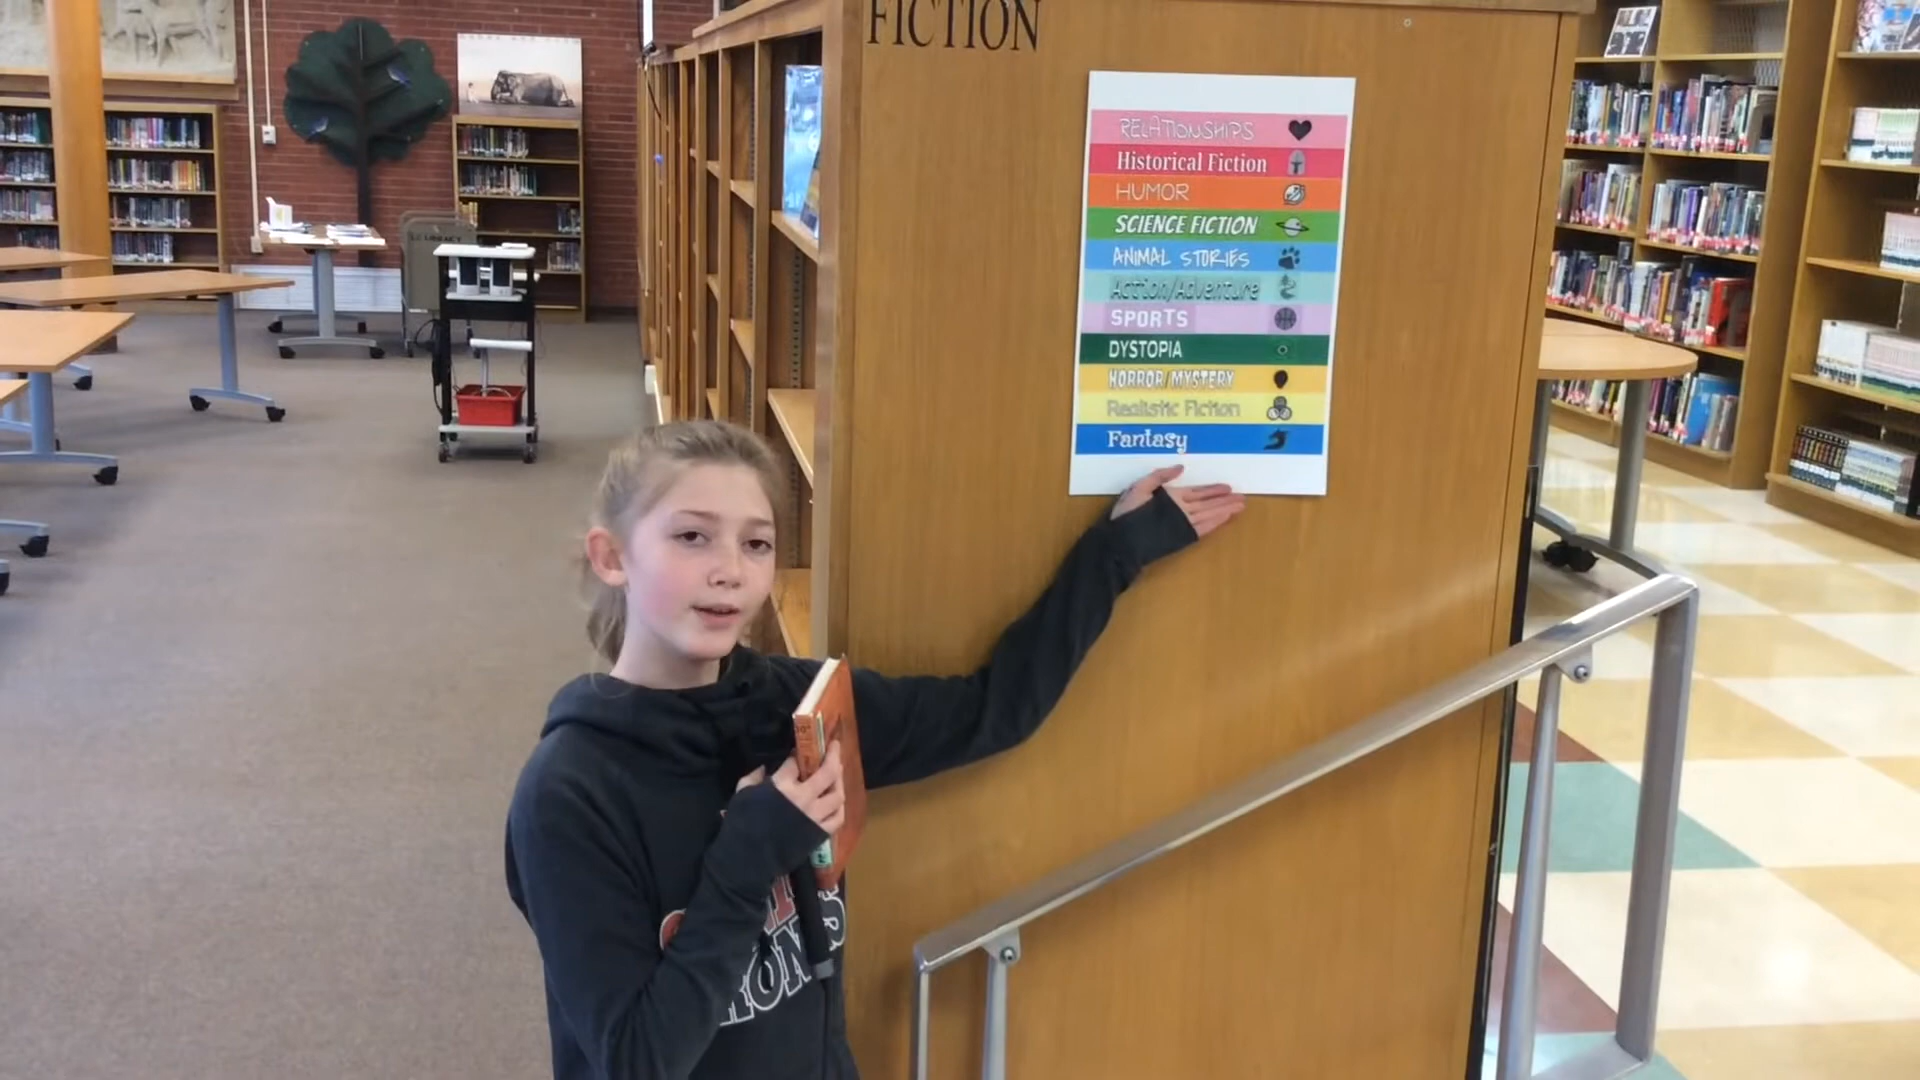 FICTION
RELATIONSHIPS
Historical Fiction
HUMOR
SCIENCE FICTION
ANIMAL STORIES
Action/Adventure
SPORTS
DYSTOPIA
HORROR/MYSTERY
Realistic Fiction
Fantasy